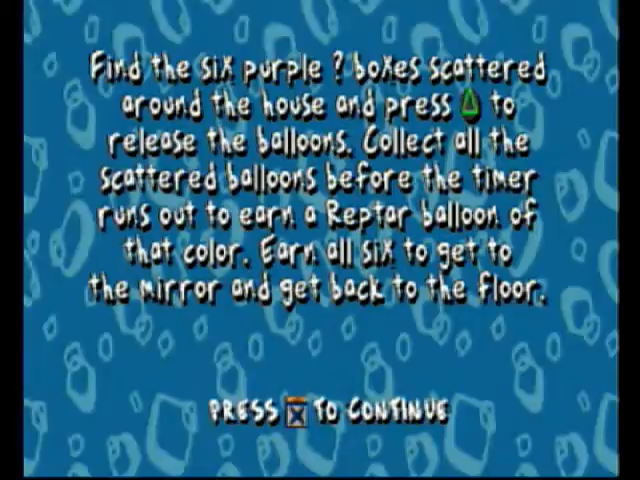 Find the six purple ? boxes scattered
around the house and press △ to
release the balloons. Collect all the
scattered balloons before the timer
runs out to earn a Reptar balloon of
that color. Earn all six to get to
the mirror and get back to the floor.
PRESS X TO CONTINUE